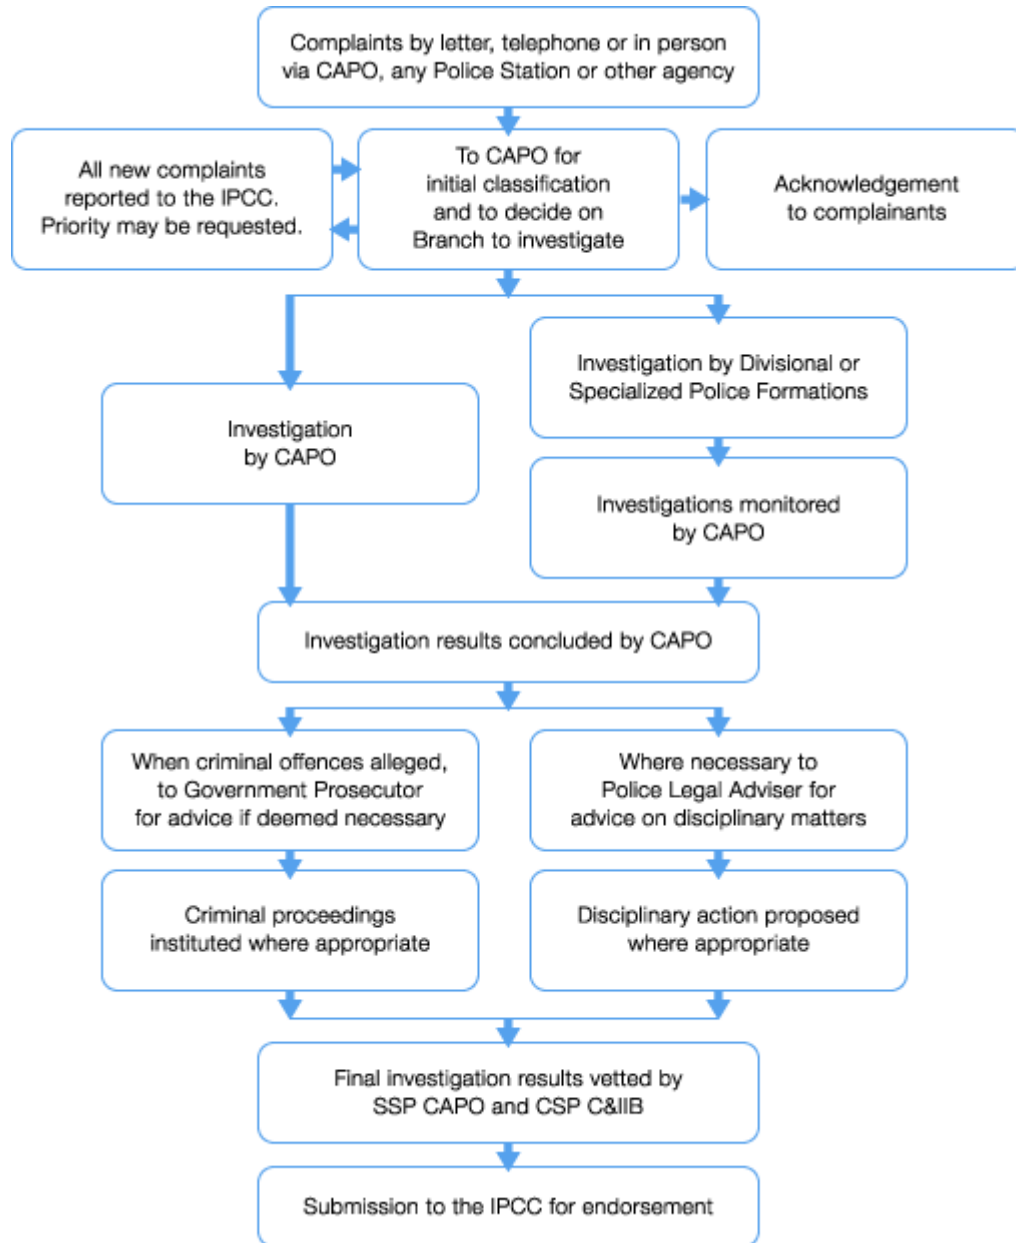 Complaints by letter, telephone or in person
via CAPO, any Police Station or other agency
All new complaints
reported to the IPCC.
Priority may be requested.
To CAPO for
initial classification
and to decide on
Branch to investigate
Acknowledgement
to complainants
Investigation by Divisional or
Specialized Police Formations
Investigation
by CAPO
Investigations monitored
by CAPO
Investigation results concluded by CAPO
When criminal offences alleged,
to Government Prosecutor
for advice if deemed necessary
Where necessary to
Police Legal Adviser for
advice on disciplinary matters
Criminal proceedings
instituted where appropriate
Disciplinary action proposed
where appropriate
Final investigation results vetted by
SSP CAPO and CSP C&IIB
Submission to the IPCC for endorsement